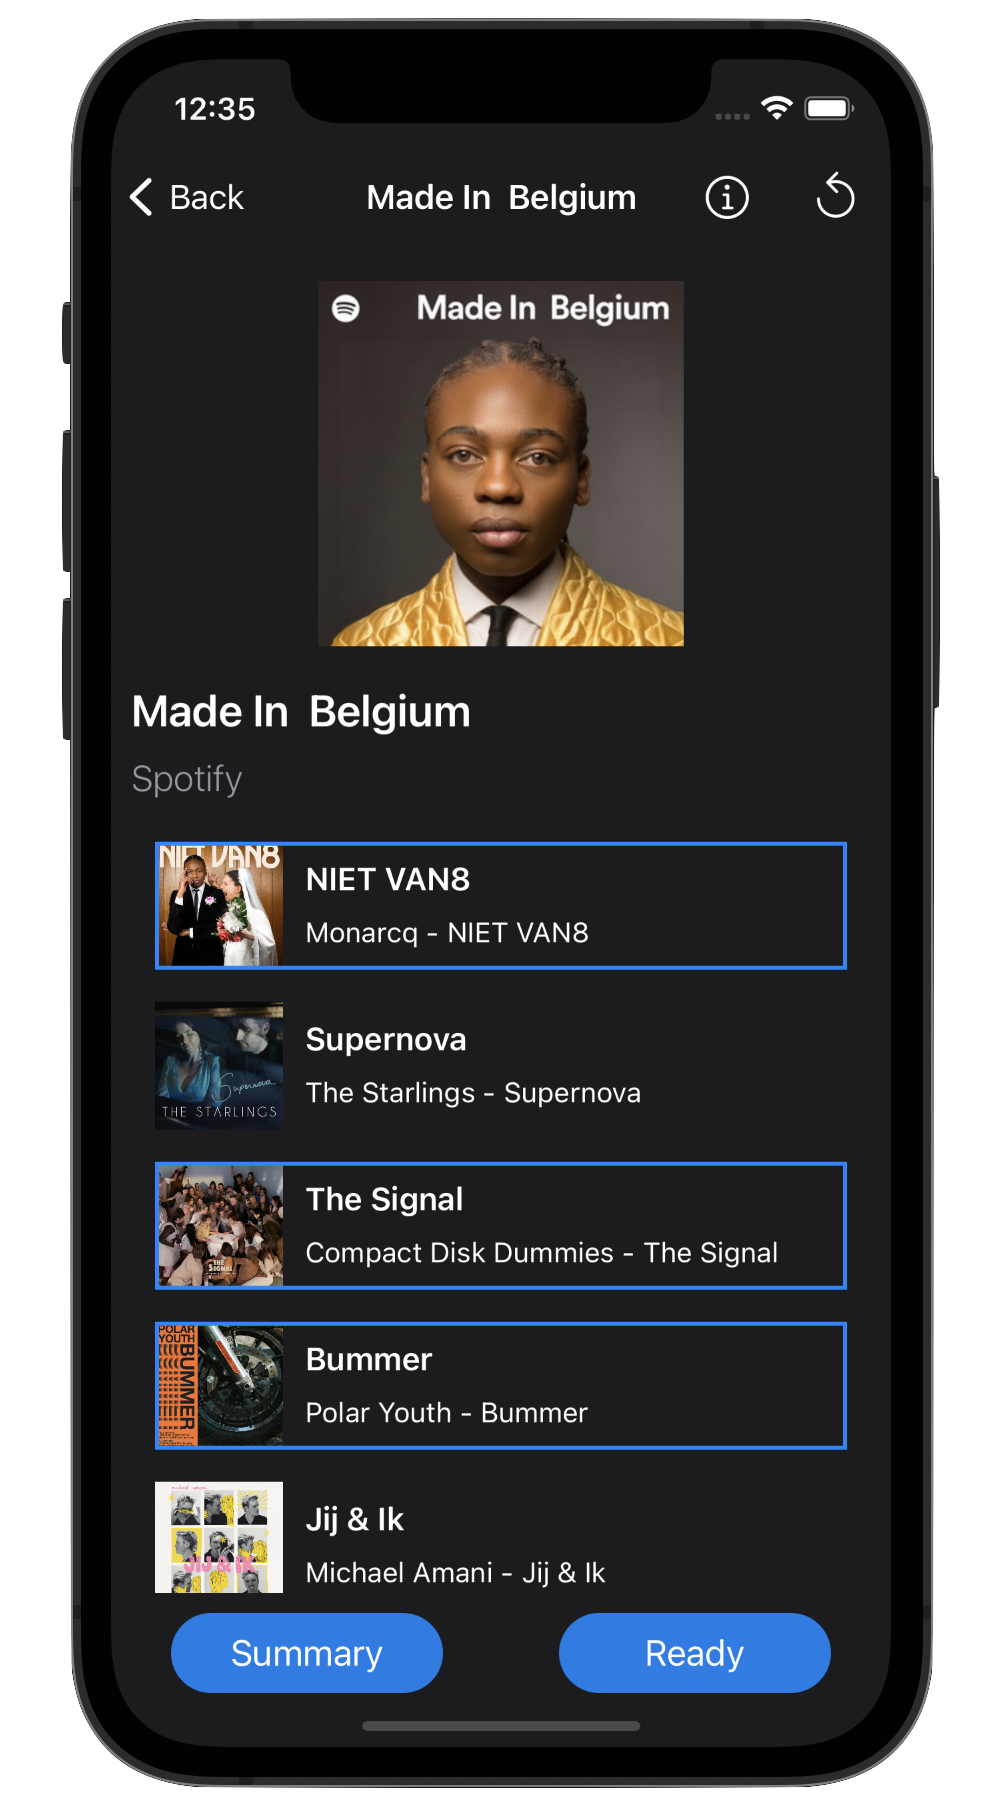 12:35
Back
Made In  Belgium
Made In  Belgium
Made In  Belgium
Spotify
NIET VAN8
NIET VAN8
Monarcq - NIET VAN8
Supernova
THE STARLINGS
Supernova
The Starlings - Supernova
THE
SIGNAL
The Signal
Compact Disk Dummies - The Signal
POLAR
YOUTH
BUMMER
Bummer
Polar Youth - Bummer
michael amani
JIJ & IK
Jij & Ik
Michael Amani - Jij & Ik
Summary
Ready